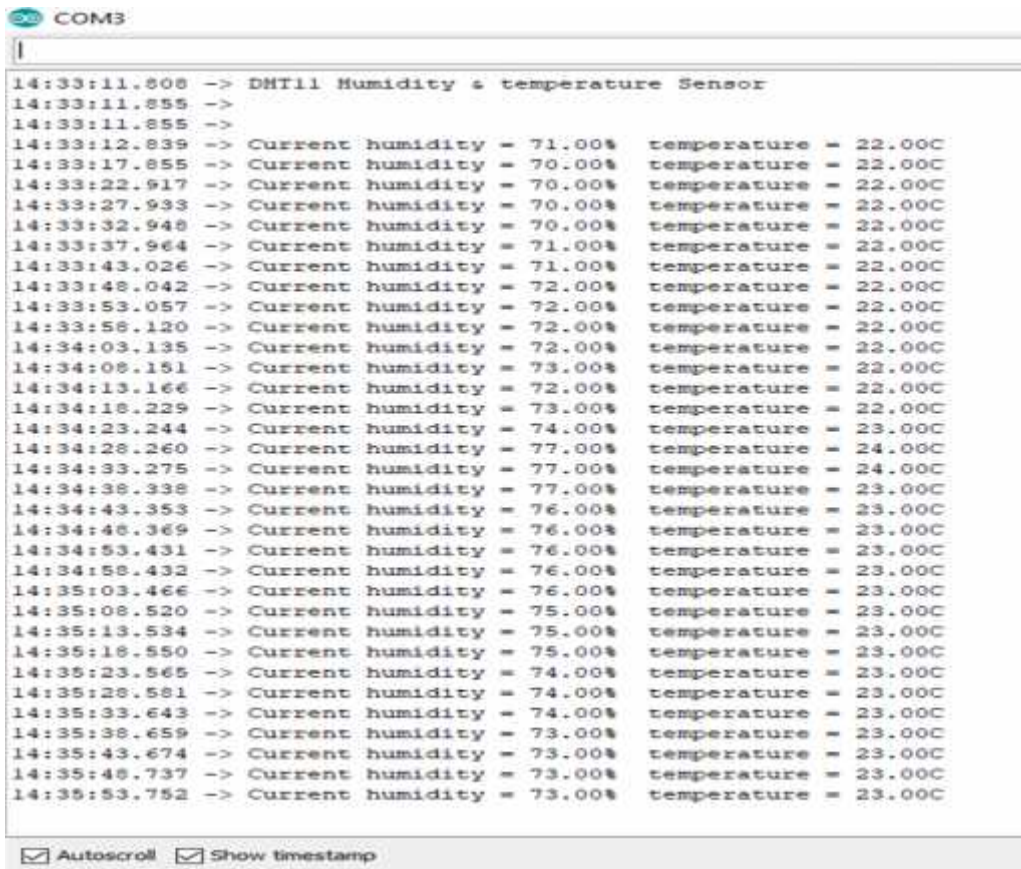 COM3
14:33:11.808 -> DHT11 Humidity & temperature Sensor
14:33:11.855 ->
14:33:11.855 ->
14:33:12.839 -> Current humidity = 71.00%  temperature = 22.00C
14:33:17.855 -> Current humidity = 70.00%  temperature = 22.00C
14:33:22.917 -> Current humidity = 70.00%  temperature = 22.00C
14:33:27.933 -> Current humidity = 70.00%  temperature = 22.00C
14:33:32.948 -> Current humidity = 70.00%  temperature = 22.00C
14:33:37.964 -> Current humidity = 71.00%  temperature = 22.00C
14:33:43.026 -> Current humidity = 71.00%  temperature = 22.00C
14:33:48.042 -> Current humidity = 72.00%  temperature = 22.00C
14:33:53.057 -> Current humidity = 72.00%  temperature = 22.00C
14:33:58.120 -> Current humidity = 72.00%  temperature = 22.00C
14:34:03.135 -> Current humidity = 72.00%  temperature = 22.00C
14:34:08.151 -> Current humidity = 73.00%  temperature = 22.00C
14:34:13.166 -> Current humidity = 72.00%  temperature = 22.00C
14:34:18.229 -> Current humidity = 73.00%  temperature = 22.00C
14:34:23.244 -> Current humidity = 74.00%  temperature = 23.00C
14:34:28.260 -> Current humidity = 77.00%  temperature = 24.00C
14:34:33.275 -> Current humidity = 77.00%  temperature = 24.00C
14:34:38.338 -> Current humidity = 77.00%  temperature = 23.00C
14:34:43.353 -> Current humidity = 76.00%  temperature = 23.00C
14:34:48.369 -> Current humidity = 76.00%  temperature = 23.00C
14:34:53.431 -> Current humidity = 76.00%  temperature = 23.00C
14:34:58.432 -> Current humidity = 76.00%  temperature = 23.00C
14:35:03.466 -> Current humidity = 76.00%  temperature = 23.00C
14:35:08.520 -> Current humidity = 75.00%  temperature = 23.00C
14:35:13.534 -> Current humidity = 75.00%  temperature = 23.00C
14:35:18.550 -> Current humidity = 75.00%  temperature = 23.00C
14:35:23.565 -> Current humidity = 74.00%  temperature = 23.00C
14:35:28.581 -> Current humidity = 74.00%  temperature = 23.00C
14:35:33.643 -> Current humidity = 74.00%  temperature = 23.00C
14:35:38.659 -> Current humidity = 73.00%  temperature = 23.00C
14:35:43.674 -> Current humidity = 73.00%  temperature = 23.00C
14:35:48.737 -> Current humidity = 73.00%  temperature = 23.00C
14:35:53.752 -> Current humidity = 73.00%  temperature = 23.00C
Autoscroll Show timestamp